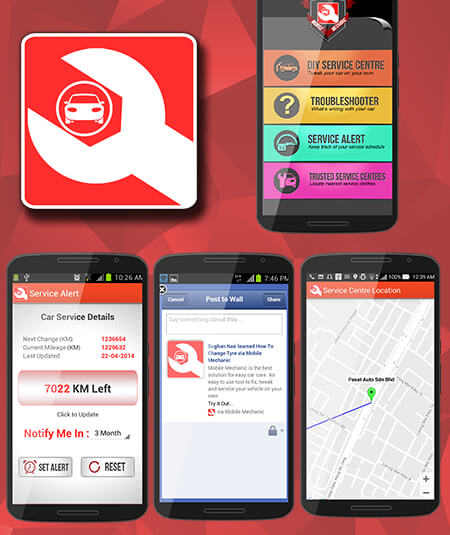 DIY SERVICE CENTRE
Tweak your car on your own
TROUBLESHOOTER
What's wrong with your car
SERVICE ALERT
Keep track of your service schedule
TRUSTED SERVICE CENTRES
Locate nearest service centres
10:26 AM
Service Alert
Car Service Details
Next Change (KM) 1236654
Current Mileage (KM) 1229632
Last Updated 22-04-2014
7022 KM Left
Click to Update
Notify Me In : 3 Month
SET ALERT RESET
7:46 PM
Cancel Post to Wall Share
Say something about this...
Sughan Nair learned How To
Change Tyre via Mobile
Mechanic
Mobile Mechanic is the best
solution for easy car care. An
easy to use tool to fix, tweak
and service your vehicle on your
own
Try It Out...
via Mobile Mechanic
100% 12:39 AM
Service Centre Location
Pesat Auto Sdn Bhd